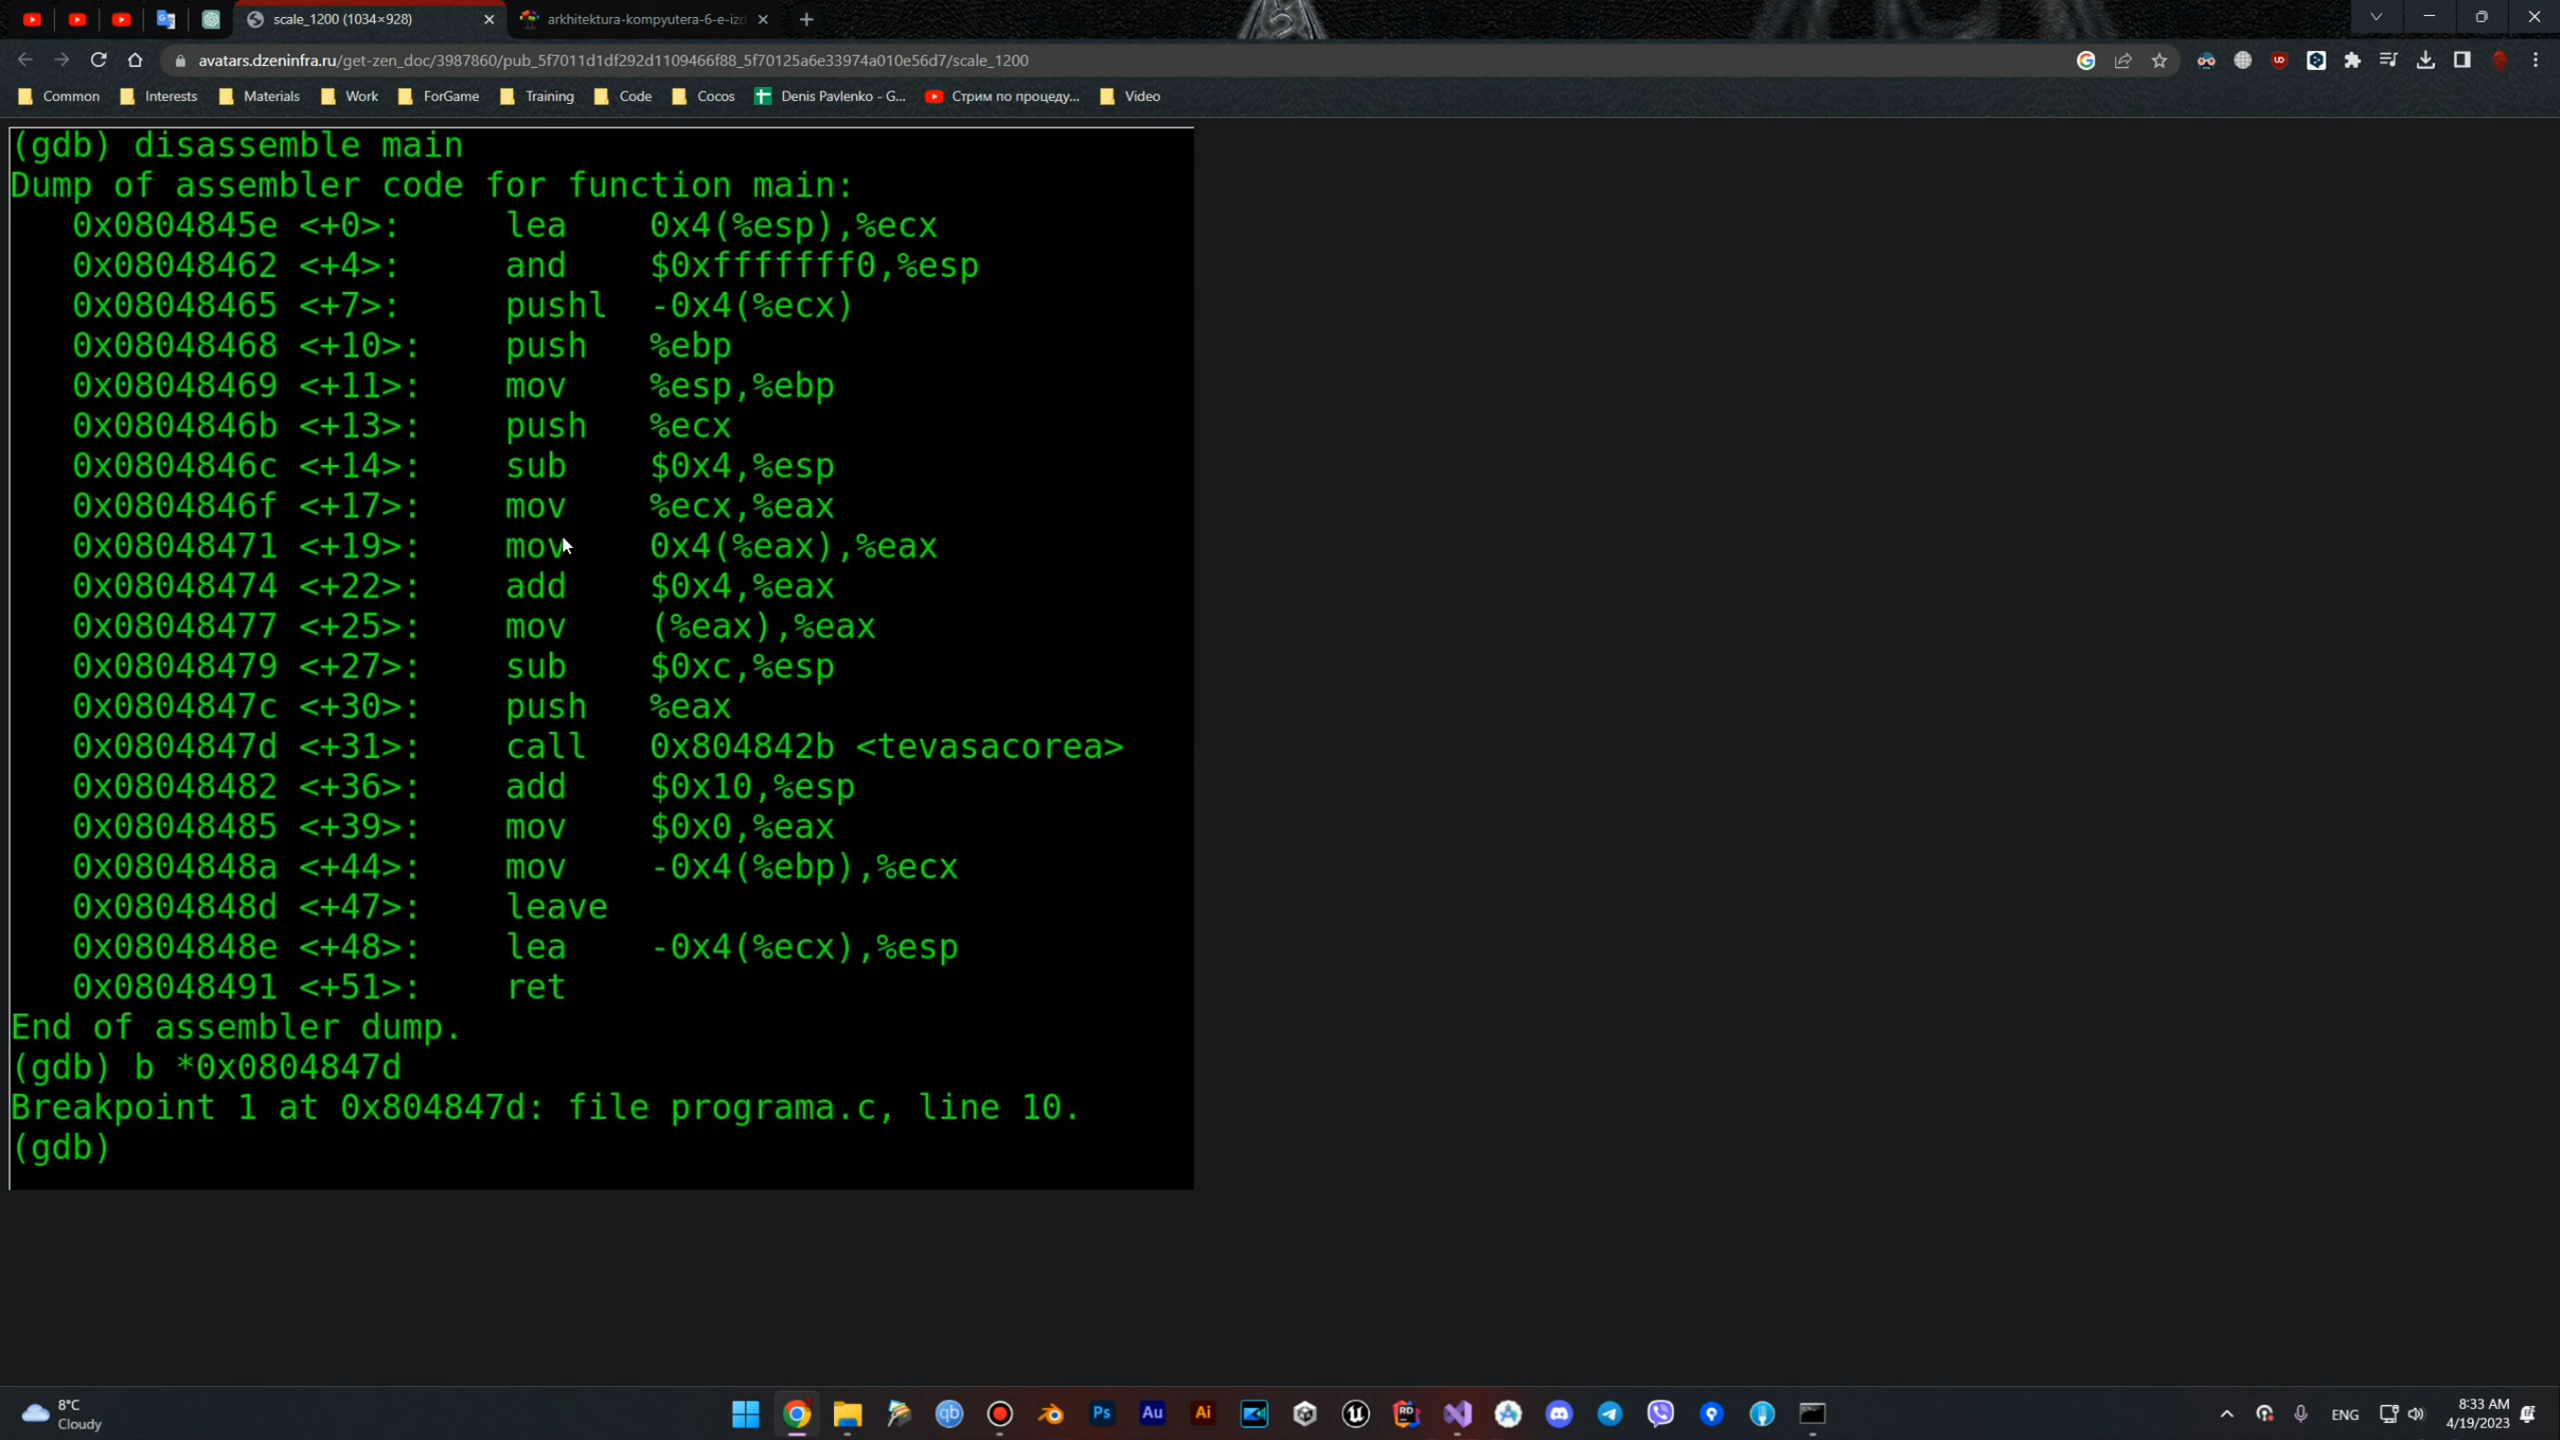 scale_1200 (1034×928)
arkhitektura-kompyutera-6-e-izd
avatars.dzeninfra.ru/get-zen_doc/3987860/pub_5f7011d1df292d1109466f88_5f70125a6e33974a010e56d7/scale_1200
Common Interests Materials Work ForGame Training Code Cocos Denis Pavlenko - G... Стрим по процеду... Video
(gdb) disassemble main
Dump of assembler code for function main:
0x0804845e <+0>: lea 0x4(%esp),%ecx
0x08048462 <+4>: and $0xfffffff0,%esp
0x08048465 <+7>: pushl -0x4(%ecx)
0x08048468 <+10>: push %ebp
0x08048469 <+11>: mov %esp,%ebp
0x0804846b <+13>: push %ecx
0x0804846c <+14>: sub $0x4,%esp
0x0804846f <+17>: mov %ecx,%eax
0x08048471 <+19>: mov 0x4(%eax),%eax
0x08048474 <+22>: add $0x4,%eax
0x08048477 <+25>: mov (%eax),%eax
0x08048479 <+27>: sub $0xc,%esp
0x0804847c <+30>: push %eax
0x0804847d <+31>: call 0x804842b <tevasacorea>
0x08048482 <+36>: add $0x10,%esp
0x08048485 <+39>: mov $0x0,%eax
0x0804848a <+44>: mov -0x4(%ebp),%ecx
0x0804848d <+47>: leave
0x0804848e <+48>: lea -0x4(%ecx),%esp
0x08048491 <+51>: ret
End of assembler dump.
(gdb) b *0x0804847d
Breakpoint 1 at 0x804847d: file programa.c, line 10.
(gdb)
8°C
Cloudy
qb Ps Au Ai RD
ENG
8:33 AM
4/19/2023